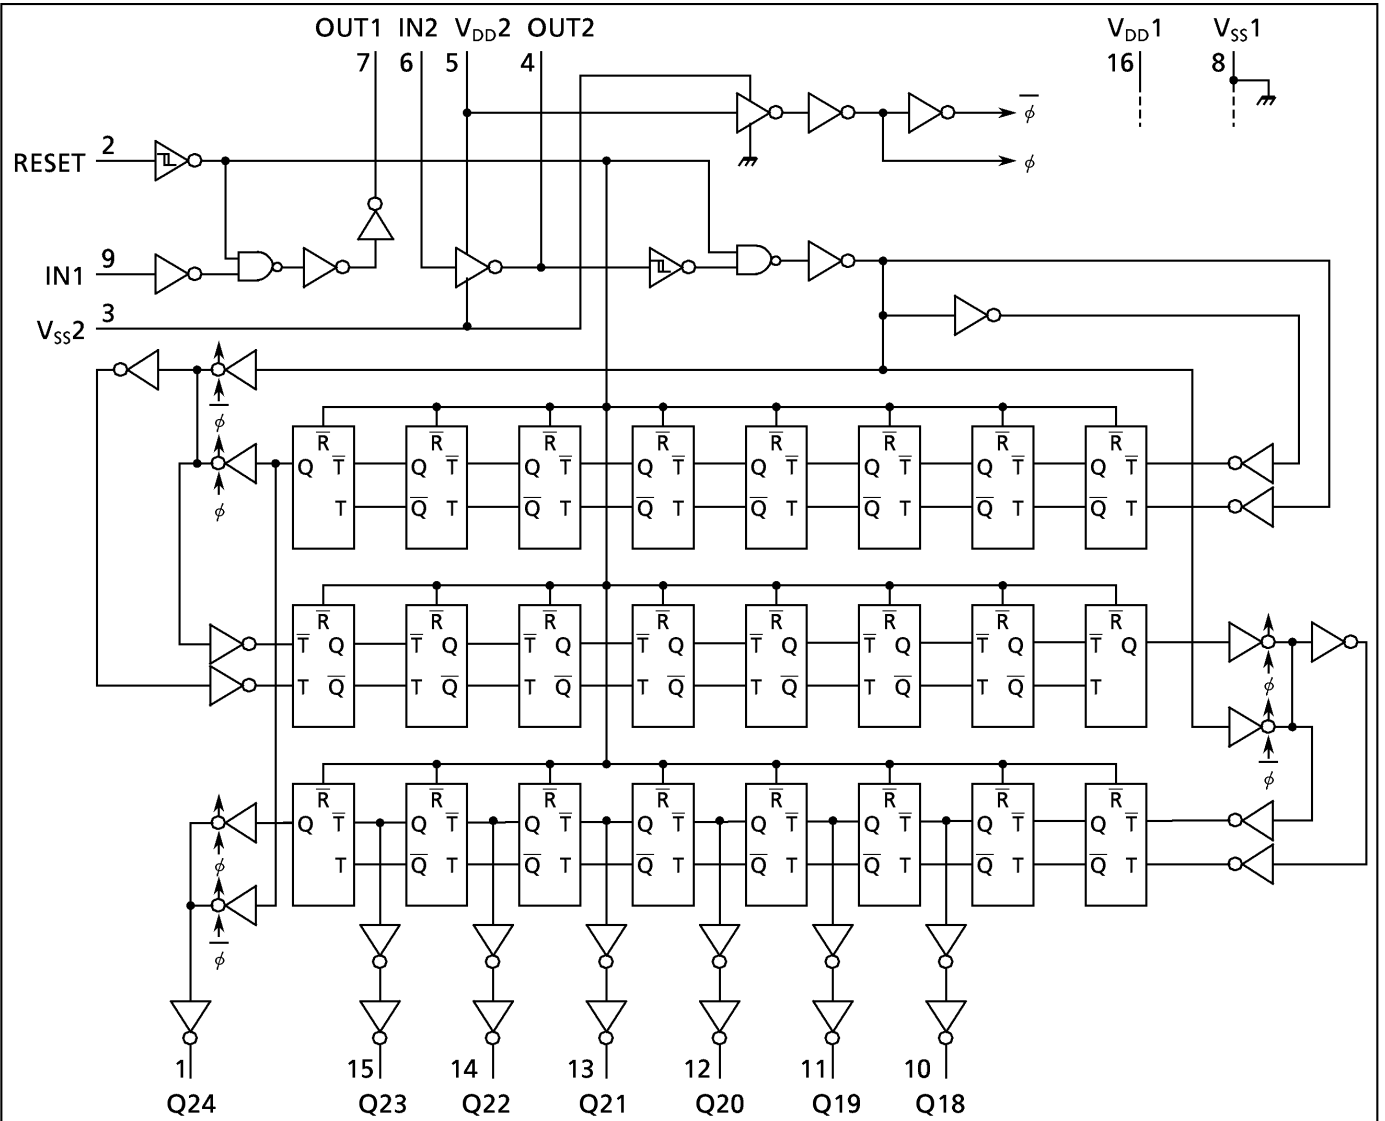 OUT1 IN2 VDD2 OUT2 VDD1 VSS1
7 6 5 4 16 8
φ̅
RESET 2 φ
IN1 9
VSS2 3
φ̅
R̅ R̅ R̅ R̅ R̅ R̅ R̅ R̅
Q T̅ Q T̅ Q T̅ Q T̅ Q T̅ Q T̅ Q T̅ Q T̅
φ T Q̅ T Q̅ T Q̅ T Q̅ T Q̅ T Q̅ T Q̅ T
R̅ R̅ R̅ R̅ R̅ R̅ R̅ R̅
T̅ Q T̅ Q T̅ Q T̅ Q T̅ Q T̅ Q T̅ Q T̅ Q
T Q̅ T Q̅ T Q̅ T Q̅ T Q̅ T Q̅ T Q̅ T φ
φ̅
R̅ R̅ R̅ R̅ R̅ R̅ R̅ R̅
Q T̅ Q T̅ Q T̅ Q T̅ Q T̅ Q T̅ Q T̅ Q T̅
φ T Q̅ T Q̅ T Q̅ T Q̅ T Q̅ T Q̅ T Q̅ T
φ̅
1 15 14 13 12 11 10
Q24 Q23 Q22 Q21 Q20 Q19 Q18